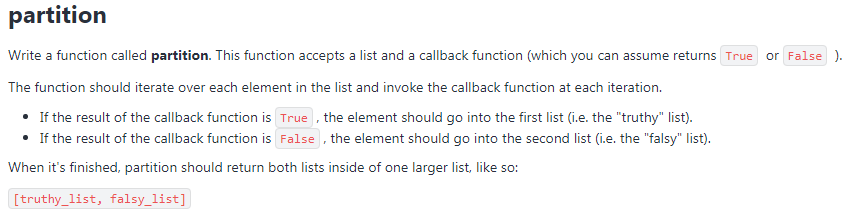 partition
Write a function called partition. This function accepts a list and a callback function (which you can assume returns True or False ).
The function should iterate over each element in the list and invoke the callback function at each iteration.
• If the result of the callback function is True , the element should go into the first list (i.e. the "truthy" list).
• If the result of the callback function is False , the element should go into the second list (i.e. the "falsy" list).
When it's finished, partition should return both lists inside of one larger list, like so:
[truthy_list, falsy_list]